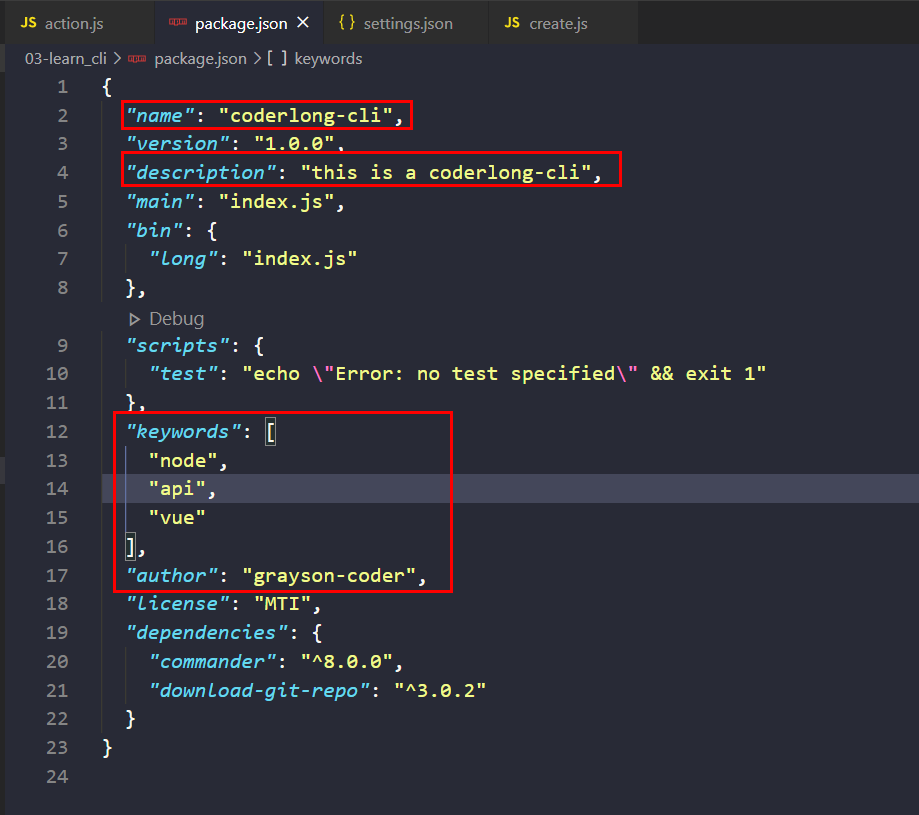 JS action.js package.json × {} settings.json JS create.js
03-learn_cli > package.json > [ ] keywords
1 {
2 "name": "coderlong-cli",
3 "version": "1.0.0",
4 "description": "this is a coderlong-cli",
5 "main": "index.js",
6 "bin": {
7 "long": "index.js"
8 },
Debug
9 "scripts": {
10 "test": "echo \"Error: no test specified\" && exit 1"
11 },
12 "keywords": [
13 "node",
14 "api",
15 "vue"
16 ],
17 "author": "grayson-coder",
18 "license": "MTI",
19 "dependencies": {
20 "commander": "^8.0.0",
21 "download-git-repo": "^3.0.2"
22 }
23 }
24